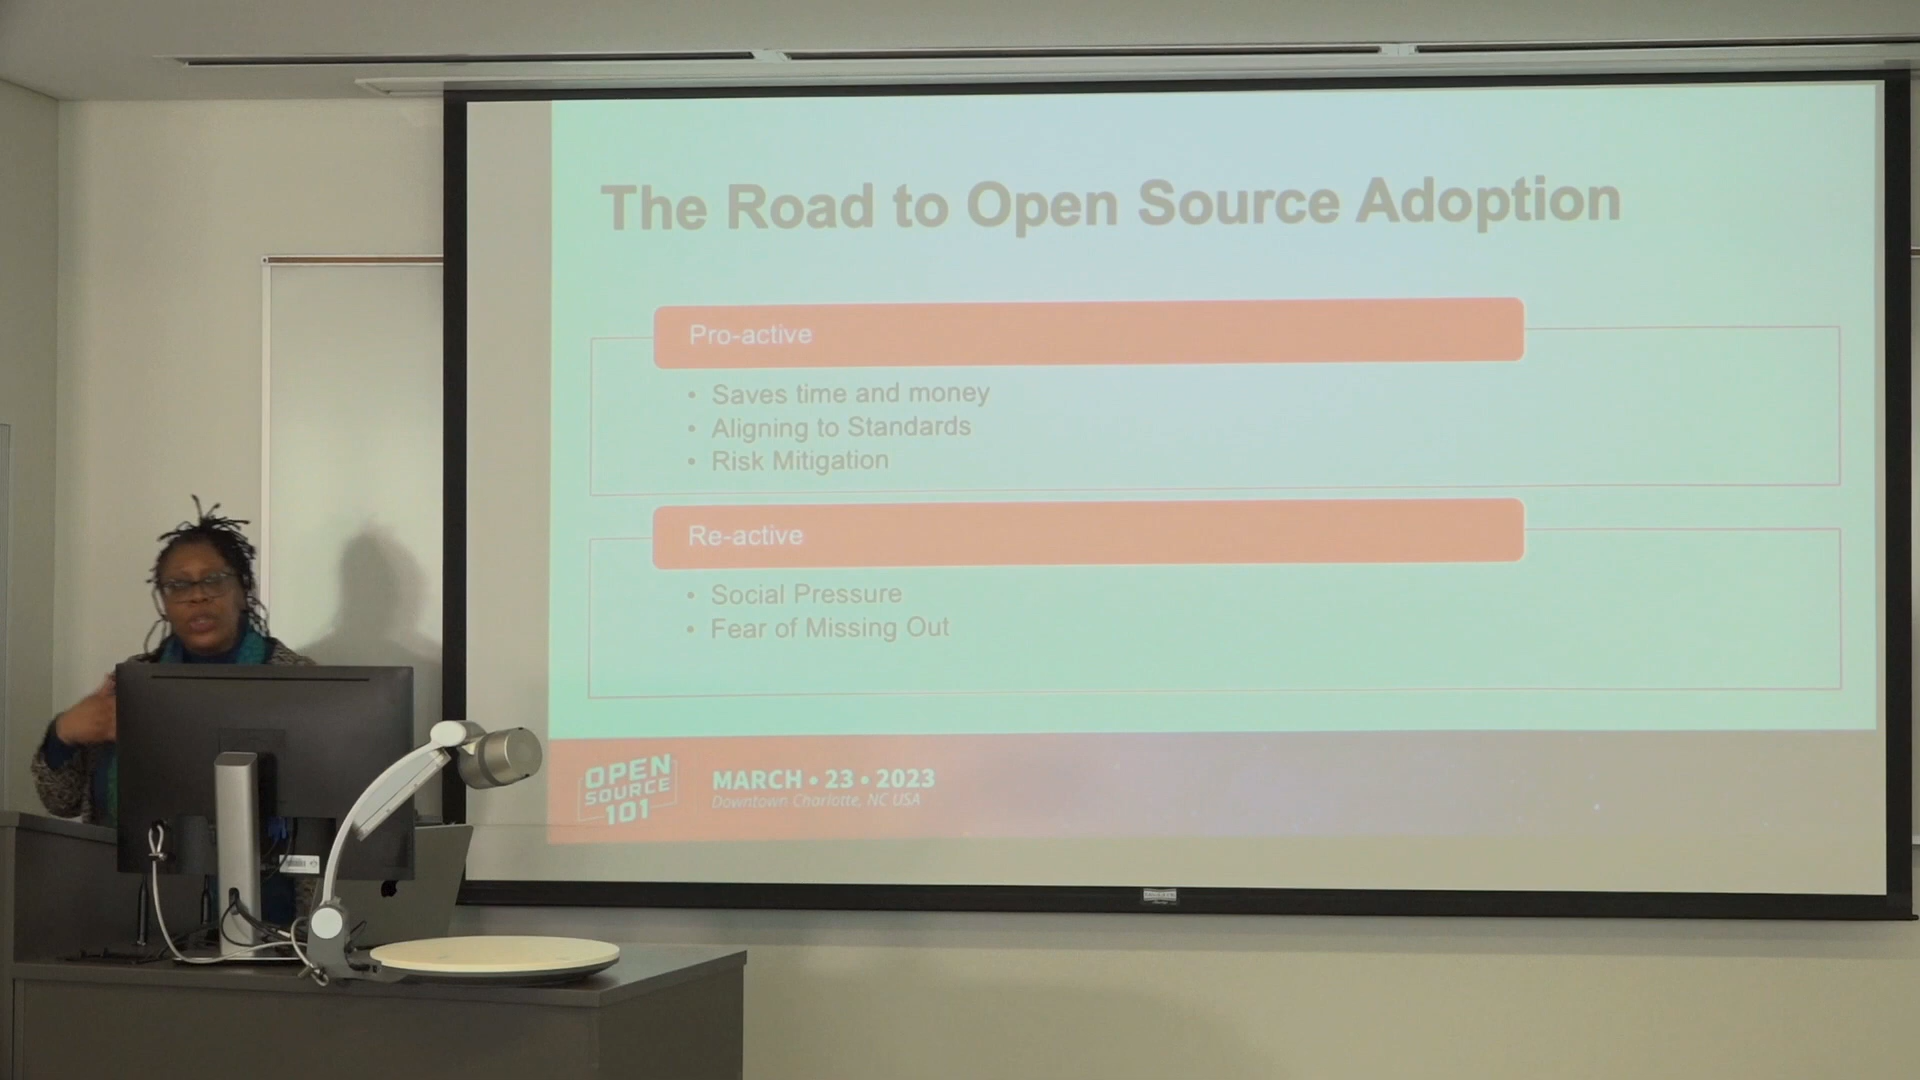 The Road to Open Source Adoption
Pro-active
• Saves time and money
• Aligning to Standards
• Risk Mitigation
Re-active
• Social Pressure
• Fear of Missing Out
OPEN
SOURCE
101
MARCH • 23 • 2023
Downtown Charlotte, NC USA